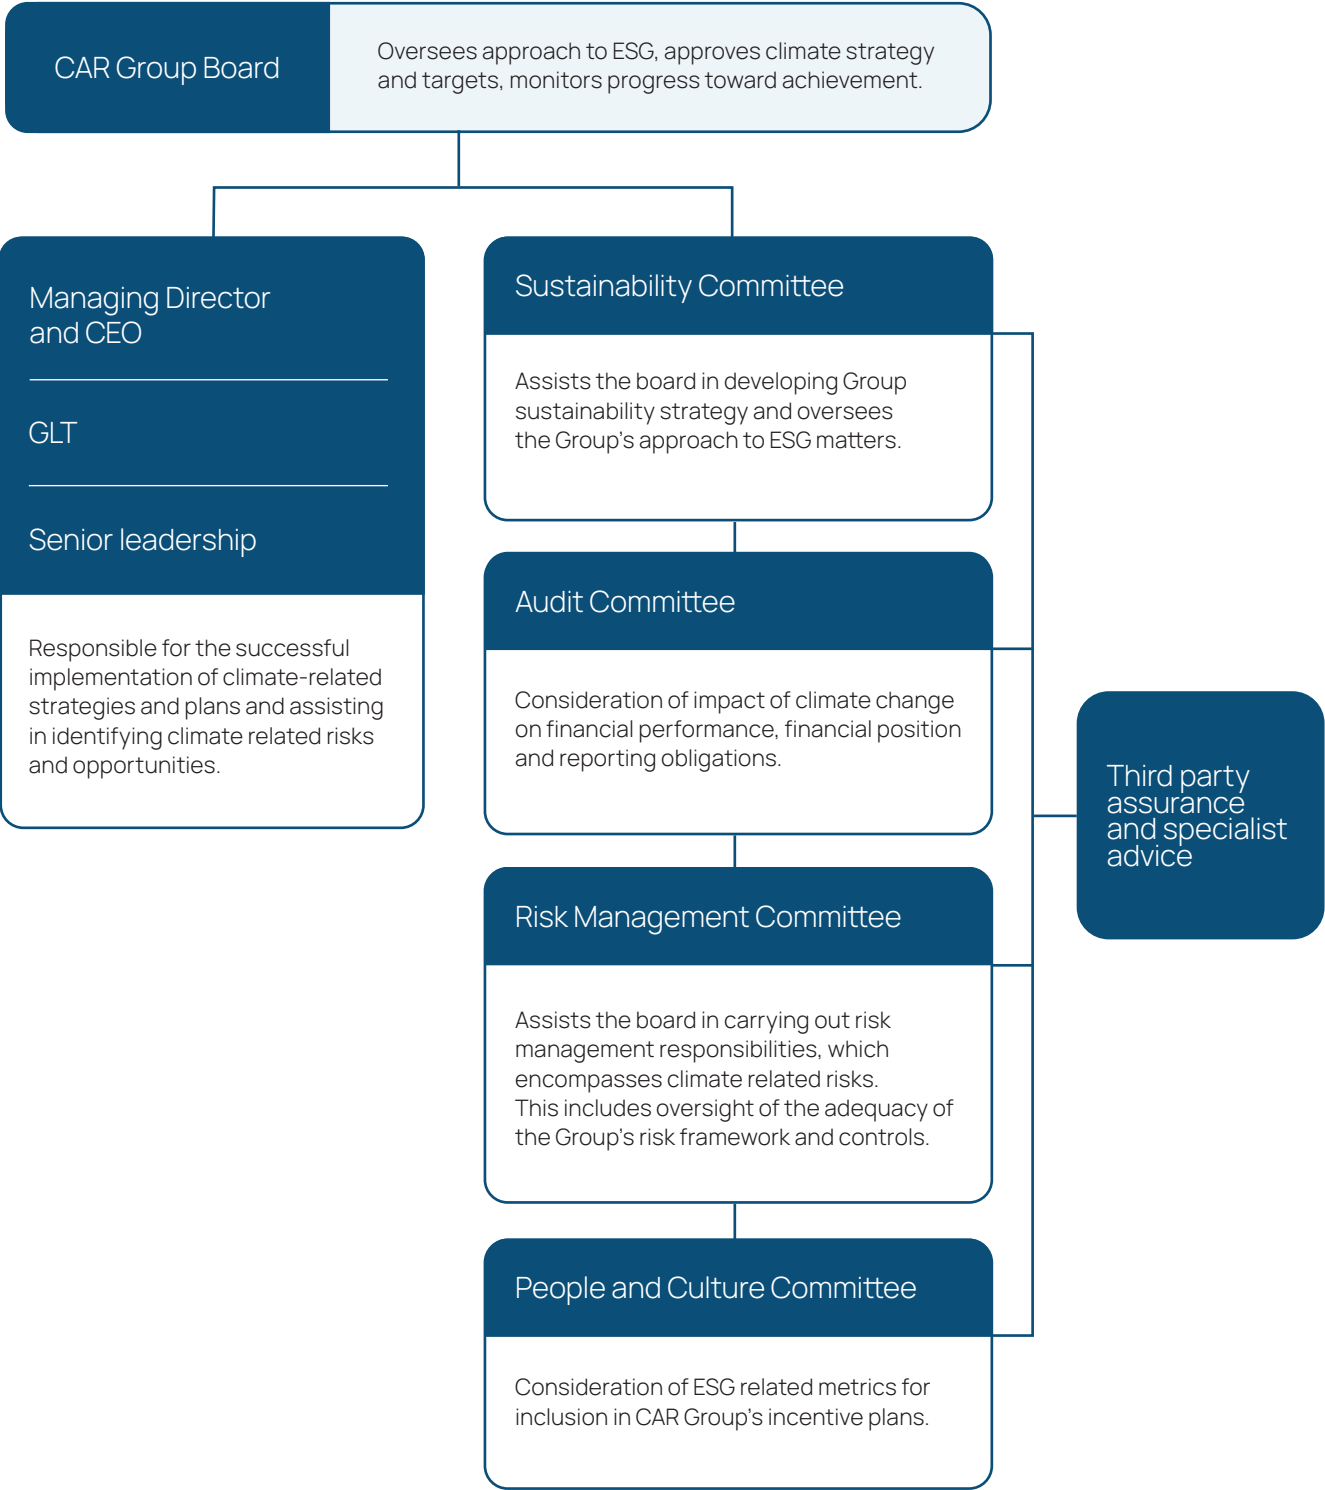 CAR Group Board
Oversees approach to ESG, approves climate strategy
and targets, monitors progress toward achievement.
Managing Director
and CEO
GLT
Senior leadership
Responsible for the successful
implementation of climate-related
strategies and plans and assisting
in identifying climate related risks
and opportunities.
Sustainability Committee
Assists the board in developing Group
sustainability strategy and oversees
the Group's approach to ESG matters.
Audit Committee
Consideration of impact of climate change
on financial performance, financial position
and reporting obligations.
Risk Management Committee
Assists the board in carrying out risk
management responsibilities, which
encompasses climate related risks.
This includes oversight of the adequacy of
the Group's risk framework and controls.
People and Culture Committee
Consideration of ESG related metrics for
inclusion in CAR Group's incentive plans.
Third party
assurance
and specialist
advice